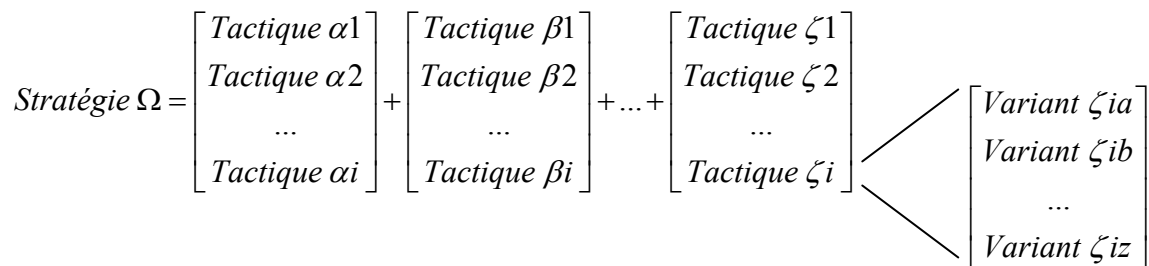 Stratégie Ω = [Tactique α1 Tactique α2 ... Tactique αi] + [Tactique β1 Tactique β2 ... Tactique βi] + ... + [Tactique ζ1 Tactique ζ2 ... Tactique ζi]
[Variant ζia
Variant ζib
...
Variant ζiz]